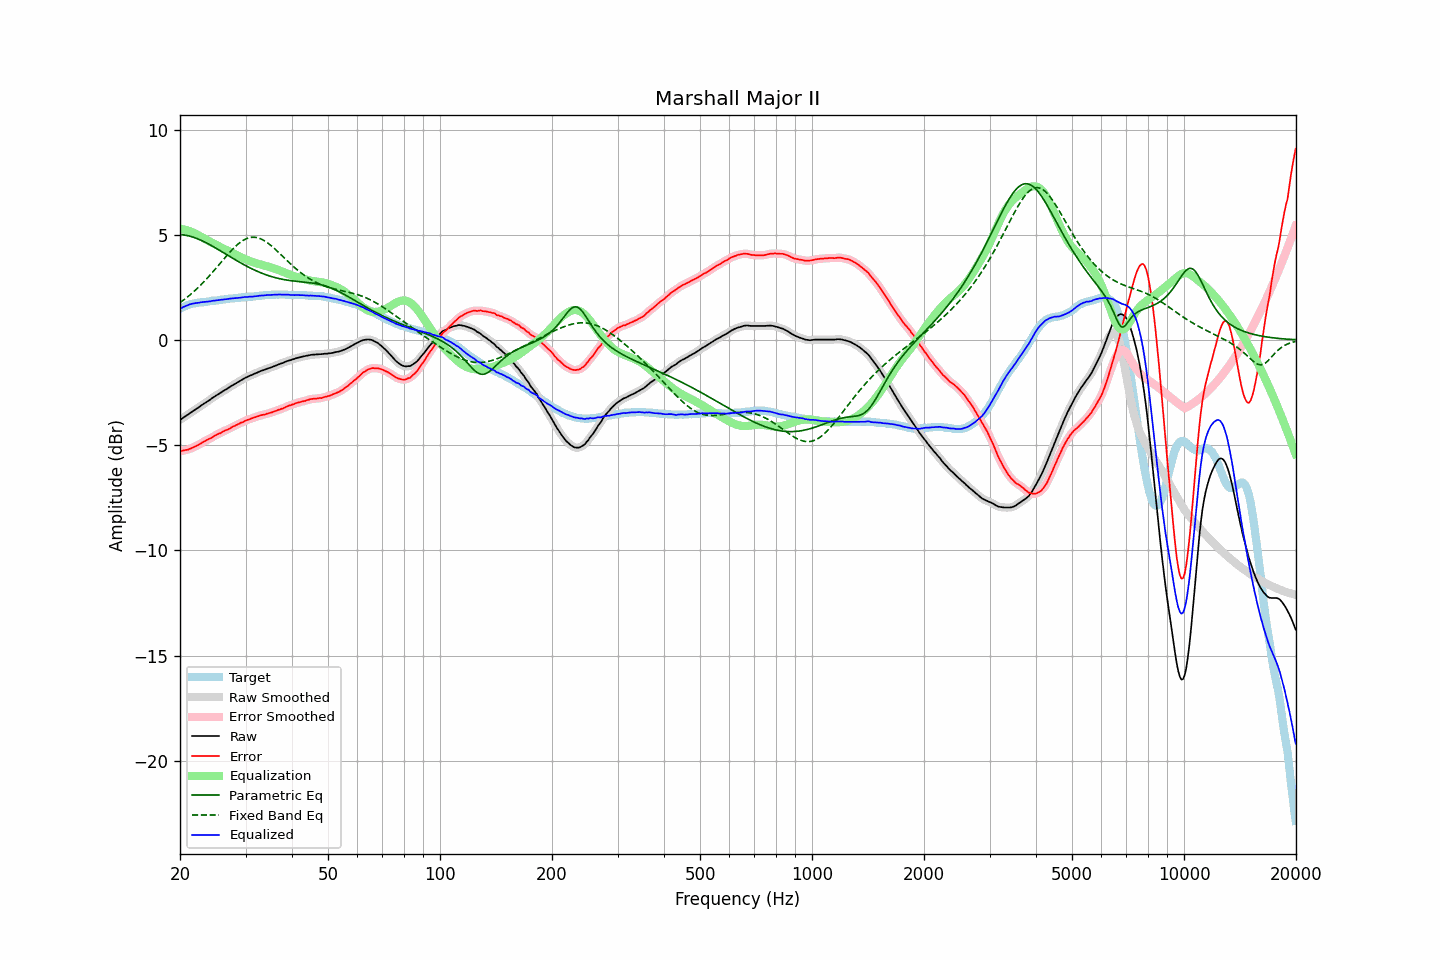 Marshall Major II
10
5
0
−5
−10
−15
−20
Amplitude (dBr)
Target
Raw Smoothed
Error Smoothed
Raw
Error
Equalization
Parametric Eq
Fixed Band Eq
Equalized
20 50 100 200 500 1000 2000 5000 10000 20000
Frequency (Hz)